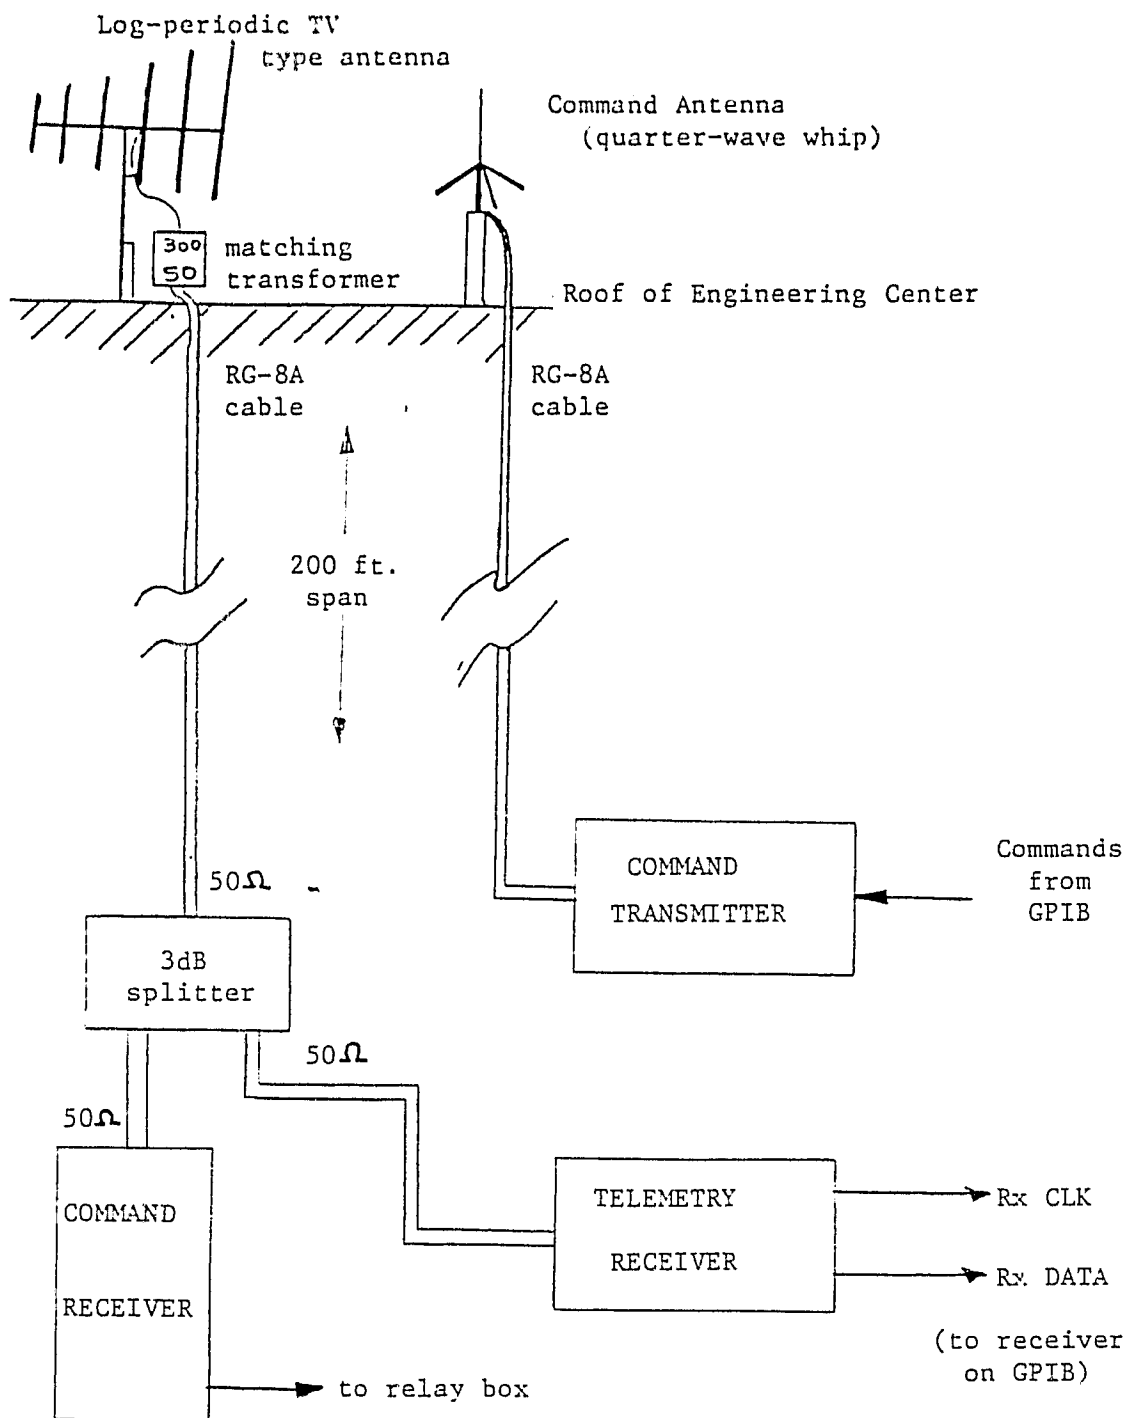 Log-periodic TV
type antenna
Command Antenna
(quarter-wave whip)
300
50
matching
transformer
Roof of Engineering Center
RG-8A
cable
RG-8A
cable
200 ft.
span
50Ω
COMMAND
TRANSMITTER
Commands
from
GPIB
3dB
splitter
50Ω
50Ω
COMMAND
RECEIVER
TELEMETRY
RECEIVER
Rx CLK
Rx DATA
(to receiver
on GPIB)
to relay box